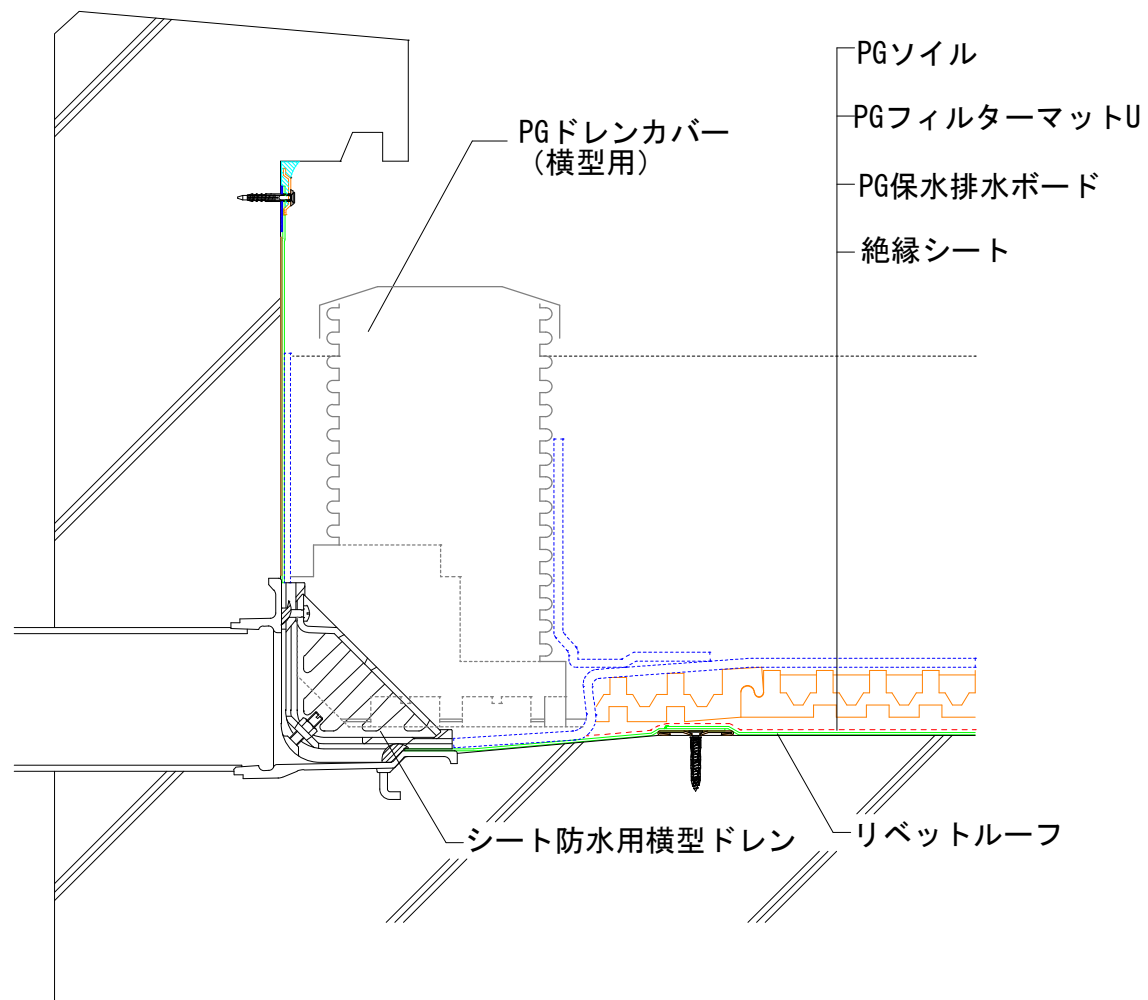 PGソイル
PGフィルターマットU
PG保水排水ボード
絶縁シート
PGドレンカバー
（横型用）
シート防水用横型ドレン
リベットルーフ